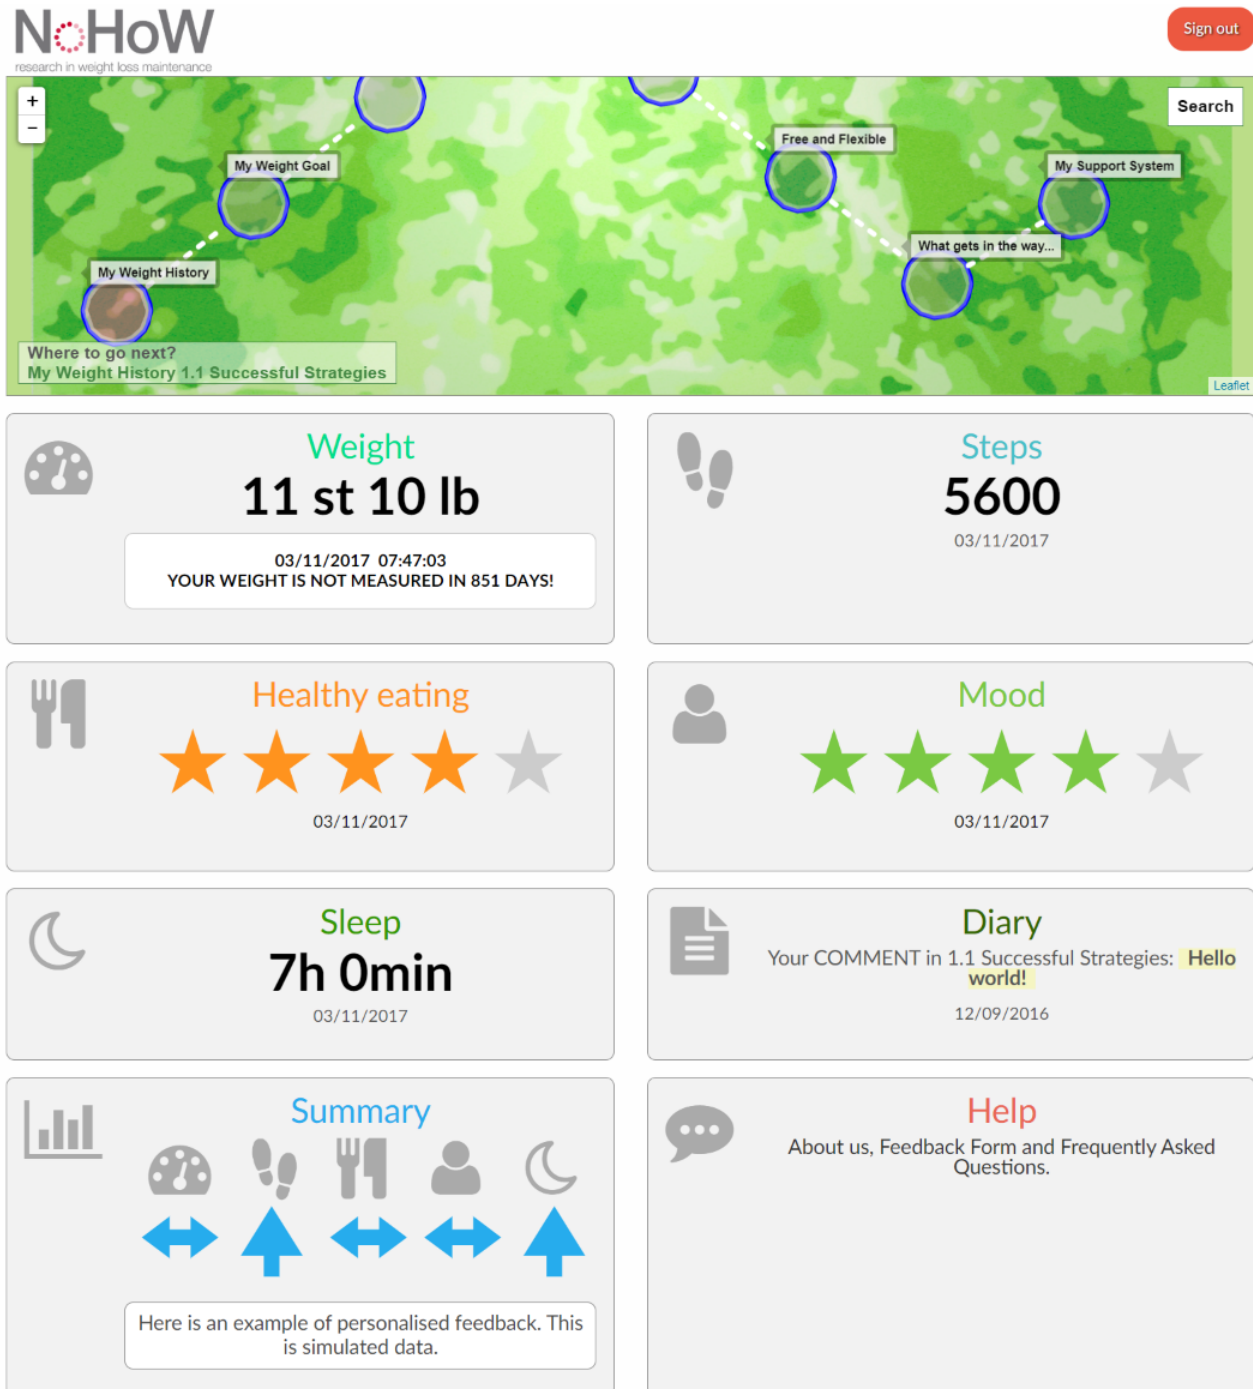 NoHoW
research in weight loss maintenance
Sign out
+
−
Search
Free and Flexible
My Weight Goal
My Support System
What gets in the way...
My Weight History
Where to go next?
My Weight History 1.1 Successful Strategies
Leaflet
Weight
11 st 10 lb
03/11/2017 07:47:03
YOUR WEIGHT IS NOT MEASURED IN 851 DAYS!
Steps
5600
03/11/2017
Healthy eating
03/11/2017
Mood
03/11/2017
Sleep
7h 0min
03/11/2017
Diary
Your COMMENT in 1.1 Successful Strategies: Hello
world!
12/09/2016
Summary
Here is an example of personalised feedback. This
is simulated data.
Help
About us, Feedback Form and Frequently Asked
Questions.